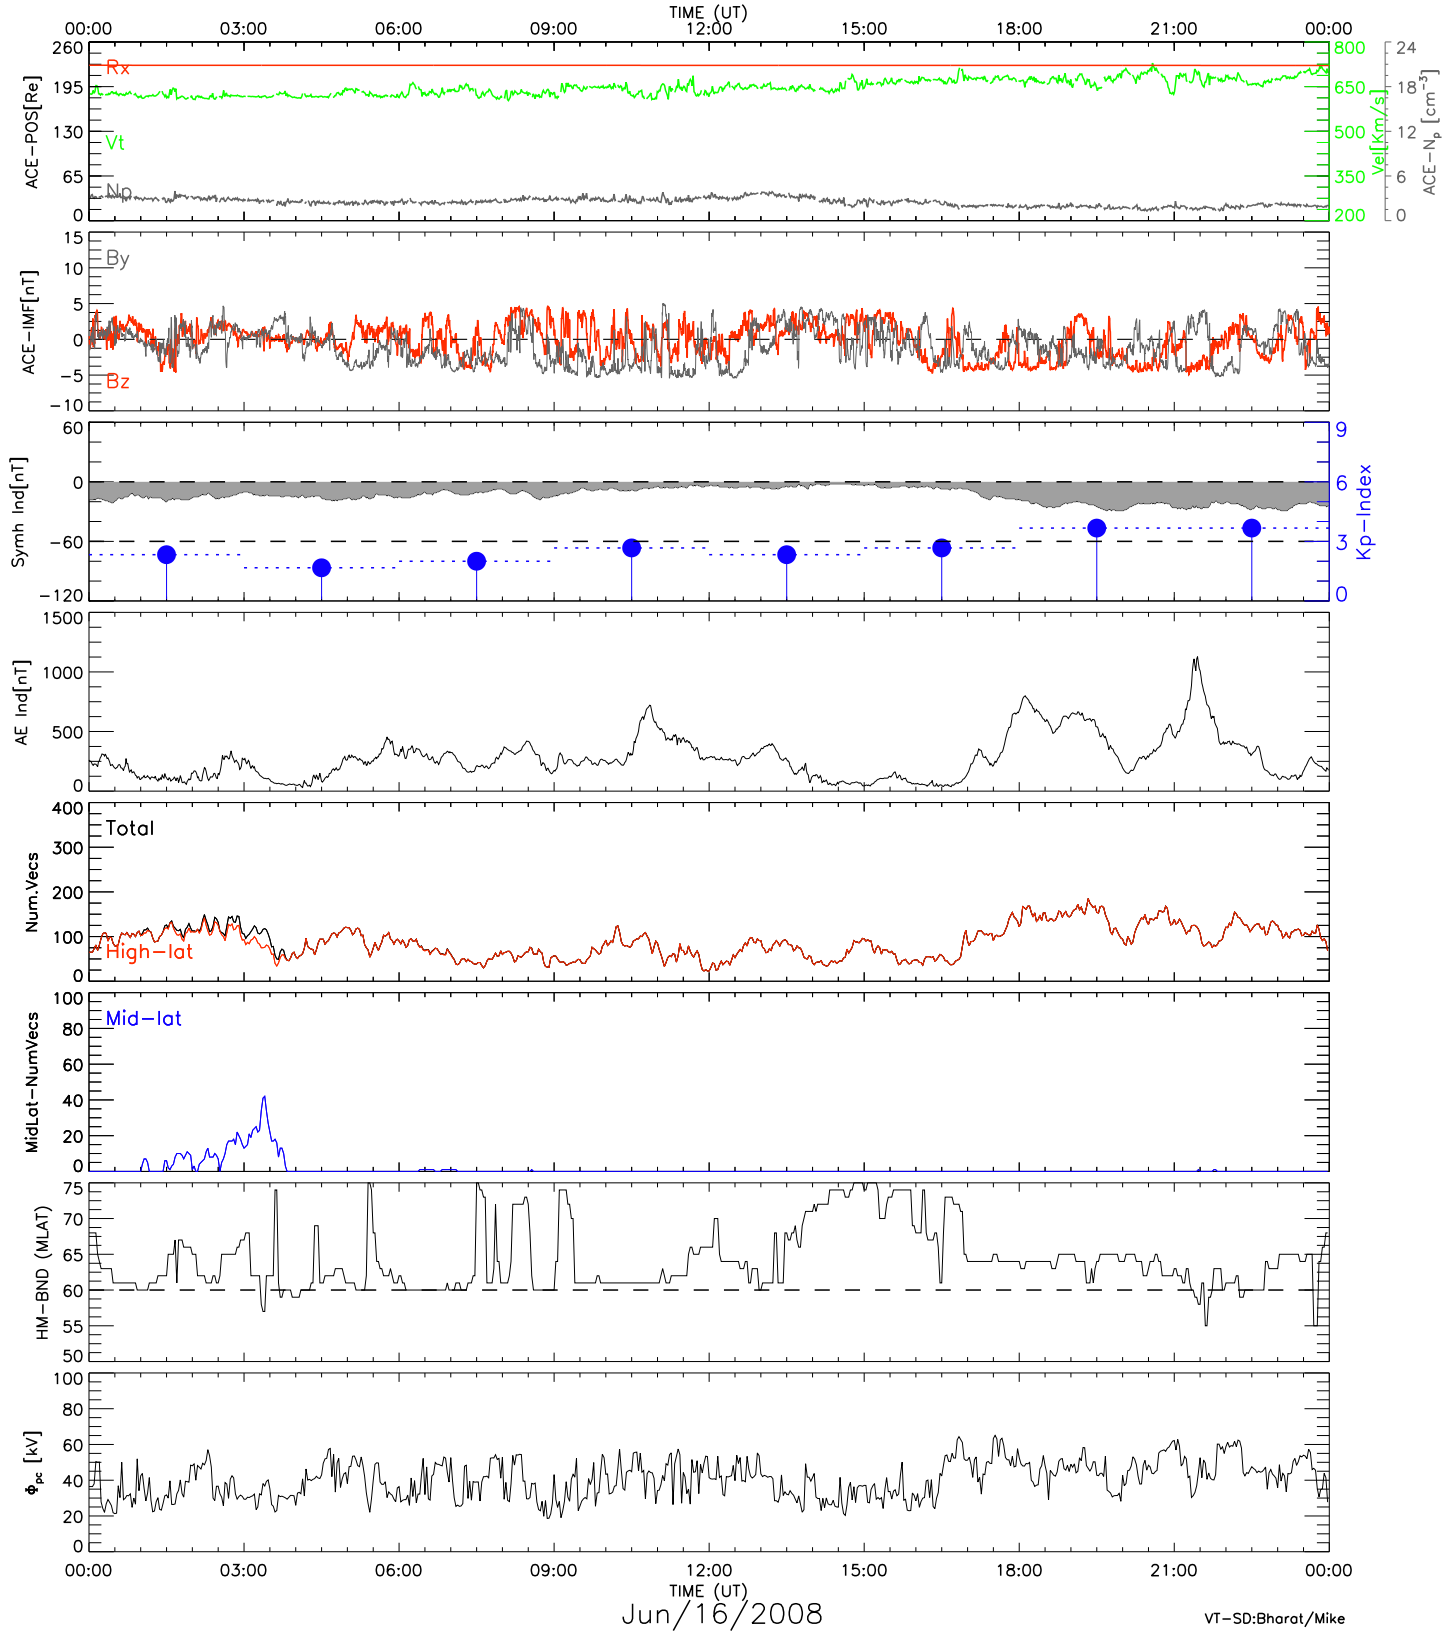 TIME (UT)
00:00 03:00 06:00 09:00 12:00 15:00 18:00 21:00 00:00
ACE-POS[Re]
260
195
130
65
0
Rx
Vt
Np
800
650
500
350
200
Vel[Km/s]
24
18
12
6
0
ACE-Np [cm-3]
ACE-IMF[nT]
15
10
5
0
-5
-10
By
Bz
Symh Ind[nT]
60
0
-60
-120
9
6
3
0
Kp-Index
AE Ind[nT]
1500
1000
500
0
Num.Vecs
400
300
200
100
0
Total
High-lat
MidLat-NumVecs
100
80
60
40
20
0
Mid-lat
HM-BND (MLAT)
75
70
65
60
55
50
Φpc [kV]
100
80
60
40
20
0
00:00 03:00 06:00 09:00 12:00 15:00 18:00 21:00 00:00
TIME (UT)
Jun/16/2008
VT-SD:Bharat/Mike